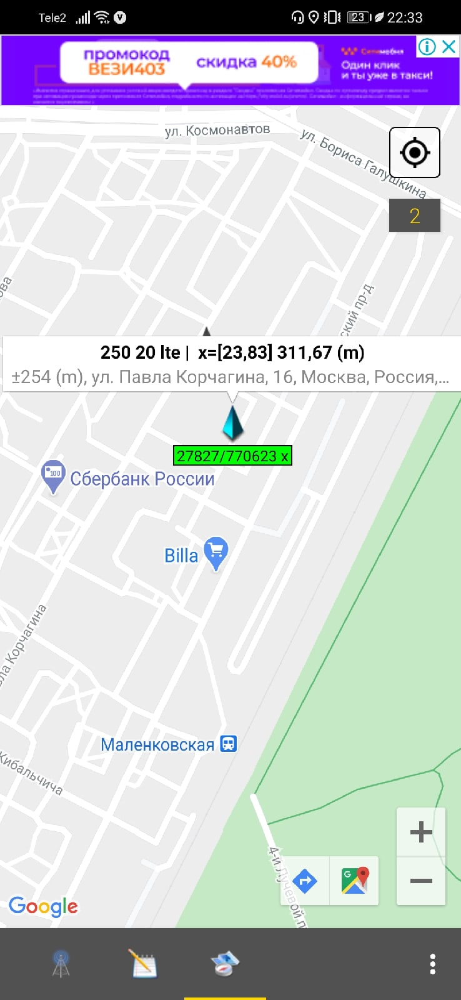 Tele2
23
22:33
промокод
ВЕЗИ403
скидка 40%
Ситимобил
Один клик
и ты уже в такси!
ул. Космонавтов
ул. Бориса Галушкина
2
ова
ский пр-д
250 20 lte | x=[23,83] 311,67 (m)
±254 (m), ул. Павла Корчагина, 16, Москва, Россия,...
27827/770623 x
100
Сбербанк России
Billa
ла Корчагина
Маленковская
Кибальчича
4-й Лучевой п
G
Google